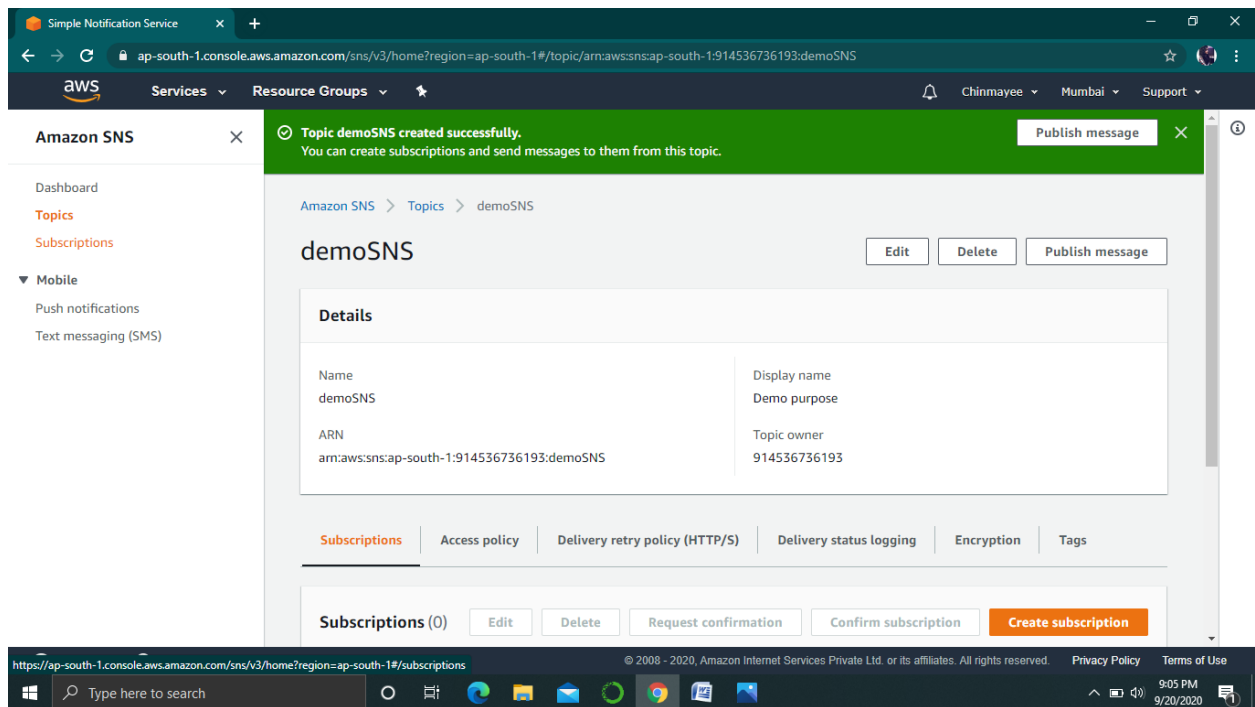 Simple Notification Service
ap-south-1.console.aws.amazon.com/sns/v3/home?region=ap-south-1#/topic/arn:aws:sns:ap-south-1:914536736193:demoSNS
aws Services Resource Groups Chinmayee Mumbai Support
Amazon SNS
Dashboard
Topics
Subscriptions
Mobile
Push notifications
Text messaging (SMS)
Topic demoSNS created successfully.
You can create subscriptions and send messages to them from this topic.
Publish message
Amazon SNS Topics demoSNS
demoSNS
Edit Delete Publish message
Details
Name
demoSNS
Display name
Demo purpose
ARN
arn:aws:sns:ap-south-1:914536736193:demoSNS
Topic owner
914536736193
Subscriptions Access policy Delivery retry policy (HTTP/S) Delivery status logging Encryption Tags
Subscriptions (0) Edit Delete Request confirmation Confirm subscription Create subscription
https://ap-south-1.console.aws.amazon.com/sns/v3/home?region=ap-south-1#/subscriptions
© 2008 - 2020, Amazon Internet Services Private Ltd. or its affiliates. All rights reserved. Privacy Policy Terms of Use
Type here to search
9:05 PM
9/20/2020
1